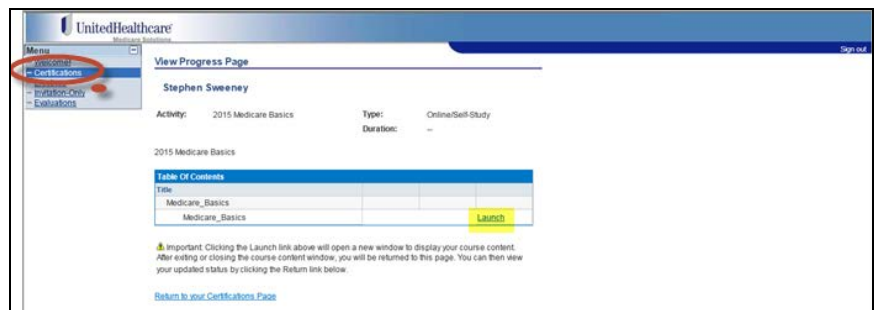 UnitedHealthcare
Medicare Solutions
Sign out
Menu
Welcome!
Certifications
Invitation-Only
Evaluations
View Progress Page
Stephen Sweeney
Activity: 2015 Medicare Basics Type: Online/Self-Study
Duration: --
2015 Medicare Basics
Table Of Contents
Title
Medicare_Basics
Medicare_Basics Launch
Important: Clicking the Launch link above will open a new window to display your course content.
After exiting or closing the course content window, you will be returned to this page. You can then view
your updated status by clicking the Return link below.
Return to your Certifications Page